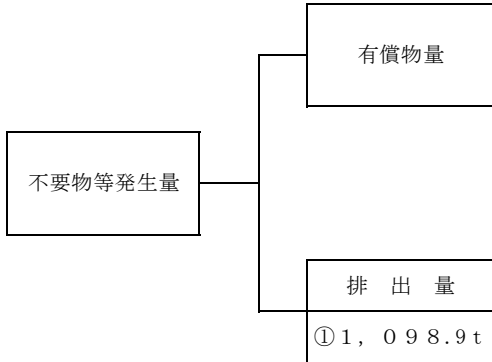 有償物量
不要物等発生量
排 出 量
①1, 098.9t